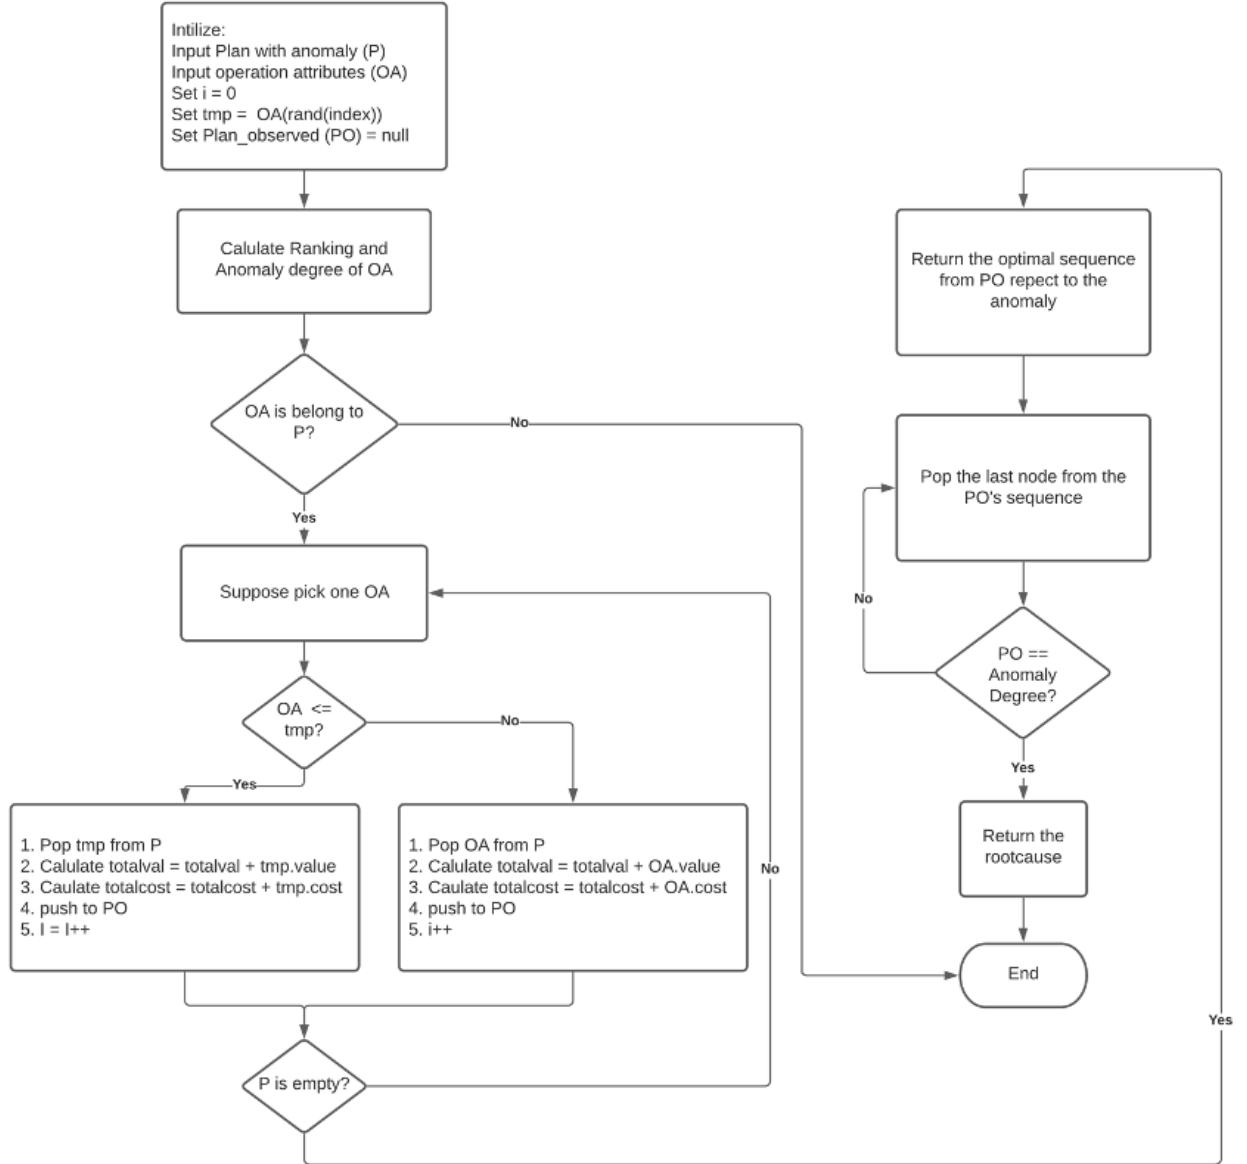 Intilize:
Input Plan with anomaly (P)
Input operation attributes (OA)
Set i = 0
Set tmp = OA(rand(index))
Set Plan_observed (PO) = null
Calulate Ranking and
Anomaly degree of OA
OA is belong to
P?
No
Yes
Suppose pick one OA
OA <=
tmp?
No
Yes
1. Pop tmp from P
2. Calulate totalval = totalval + tmp.value
3. Caulate totalcost = totalcost + tmp.cost
4. push to PO
5. I = I++
1. Pop OA from P
2. Calulate totalval = totalval + OA.value
3. Caulate totalcost = totalcost + OA.cost
4. push to PO
5. i++
P is empty?
No
Yes
Return the optimal sequence
from PO repect to the
anomaly
Pop the last node from the
PO's sequence
No
PO ==
Anomaly
Degree?
Yes
Return the
rootcause
End